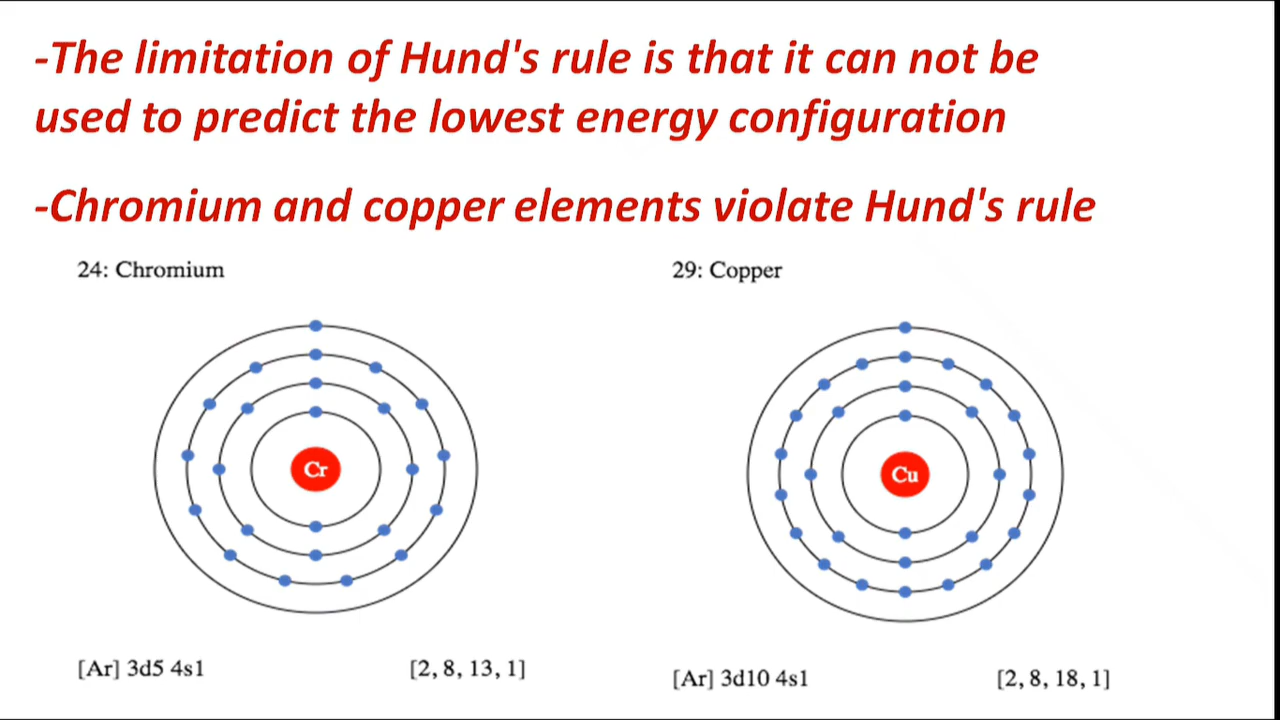 -The limitation of Hund's rule is that it can not be
used to predict the lowest energy configuration
-Chromium and copper elements violate Hund's rule
24: Chromium
29: Copper
Cr
Cu
[Ar] 3d5 4s1
[2, 8, 13, 1]
[Ar] 3d10 4s1
[2, 8, 18, 1]